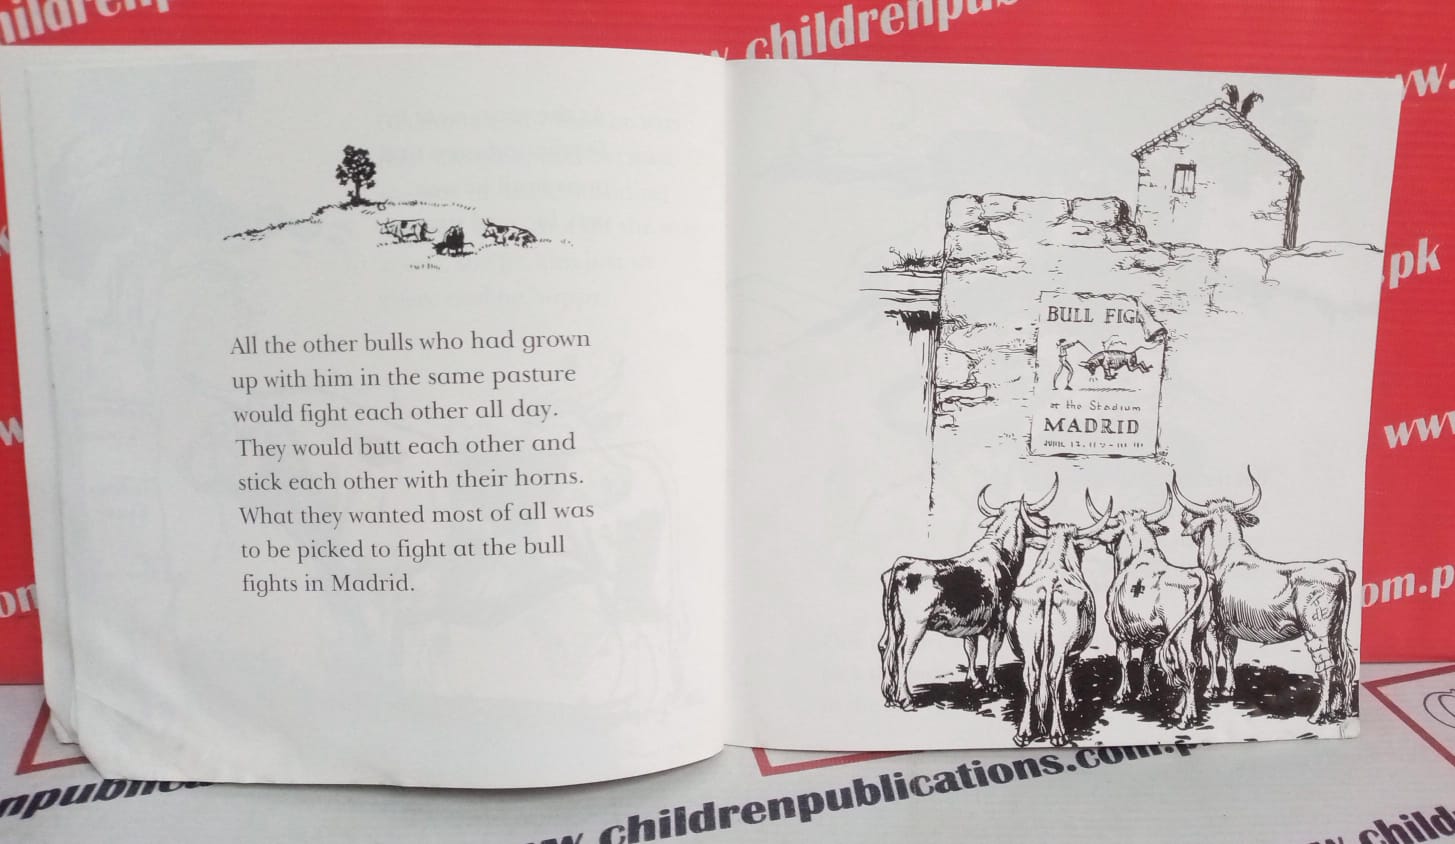 childrenpub
All the other bulls who had grown
up with him in the same pasture
would fight each other all day.
They would butt each other and
stick each other with their horns.
What they wanted most of all was
to be picked to fight at the bull
fights in Madrid.
BULL FIG
at the Stadium
MADRID
.pk
www
om.p
npublic
w.childrenpublications.com.p